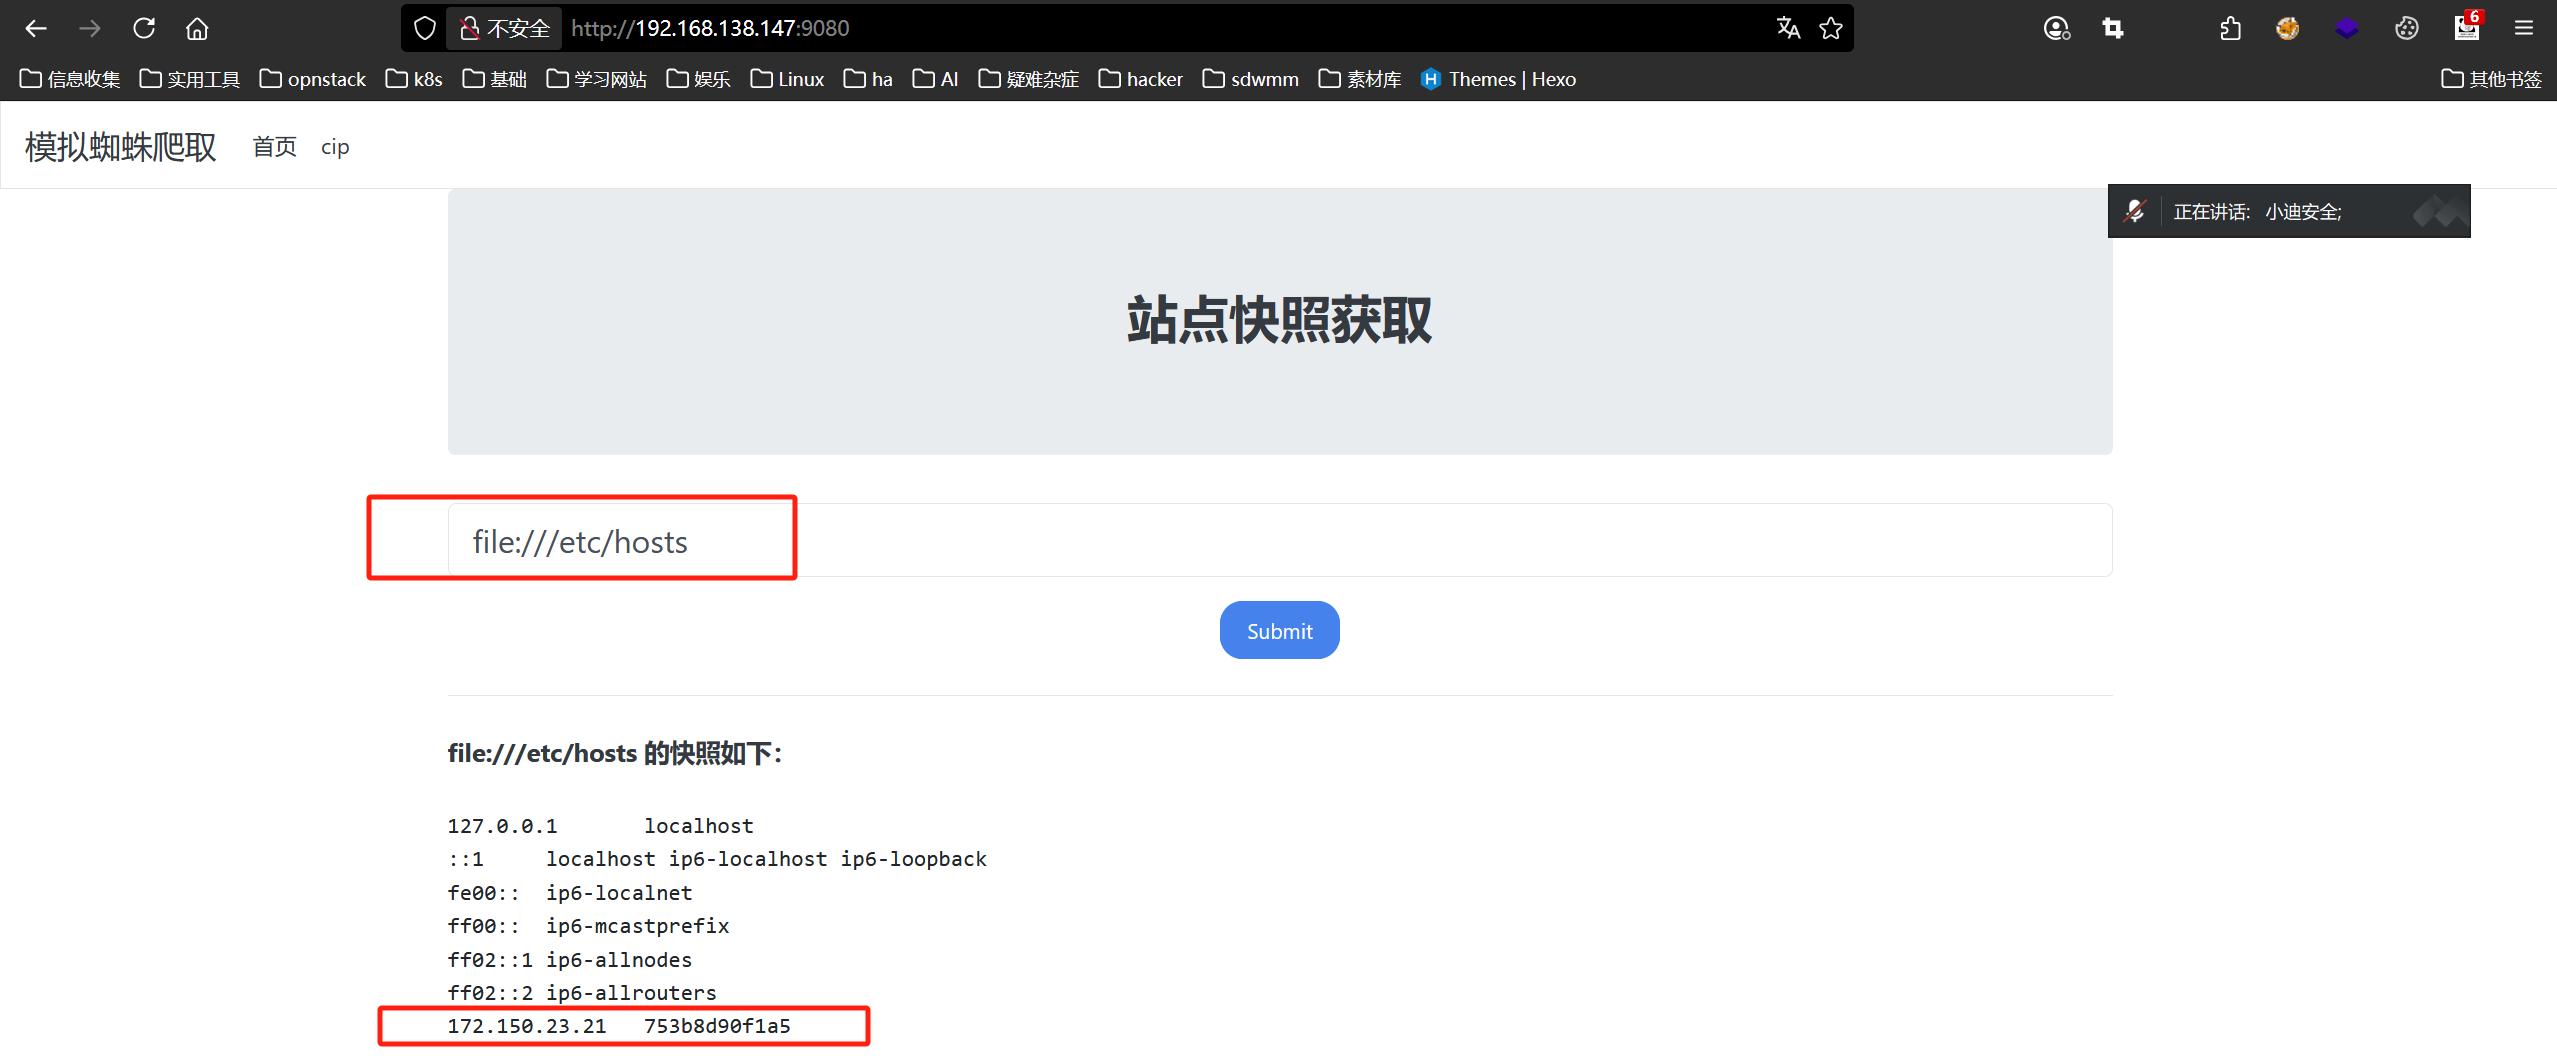 不安全 http://192.168.138.147:9080 6
信息收集 实用工具 opnstack k8s 基础 学习网站 娱乐 Linux ha AI 疑难杂症 hacker sdwmm 素材库 H Themes | Hexo 其他书签
模拟蜘蛛爬取 首页 cip
正在讲话: 小迪安全;
站点快照获取
file:///etc/hosts
Submit
file:///etc/hosts 的快照如下：
127.0.0.1 localhost
::1 localhost ip6-localhost ip6-loopback
fe00:: ip6-localnet
ff00:: ip6-mcastprefix
ff02::1 ip6-allnodes
ff02::2 ip6-allrouters
172.150.23.21 753b8d90f1a5